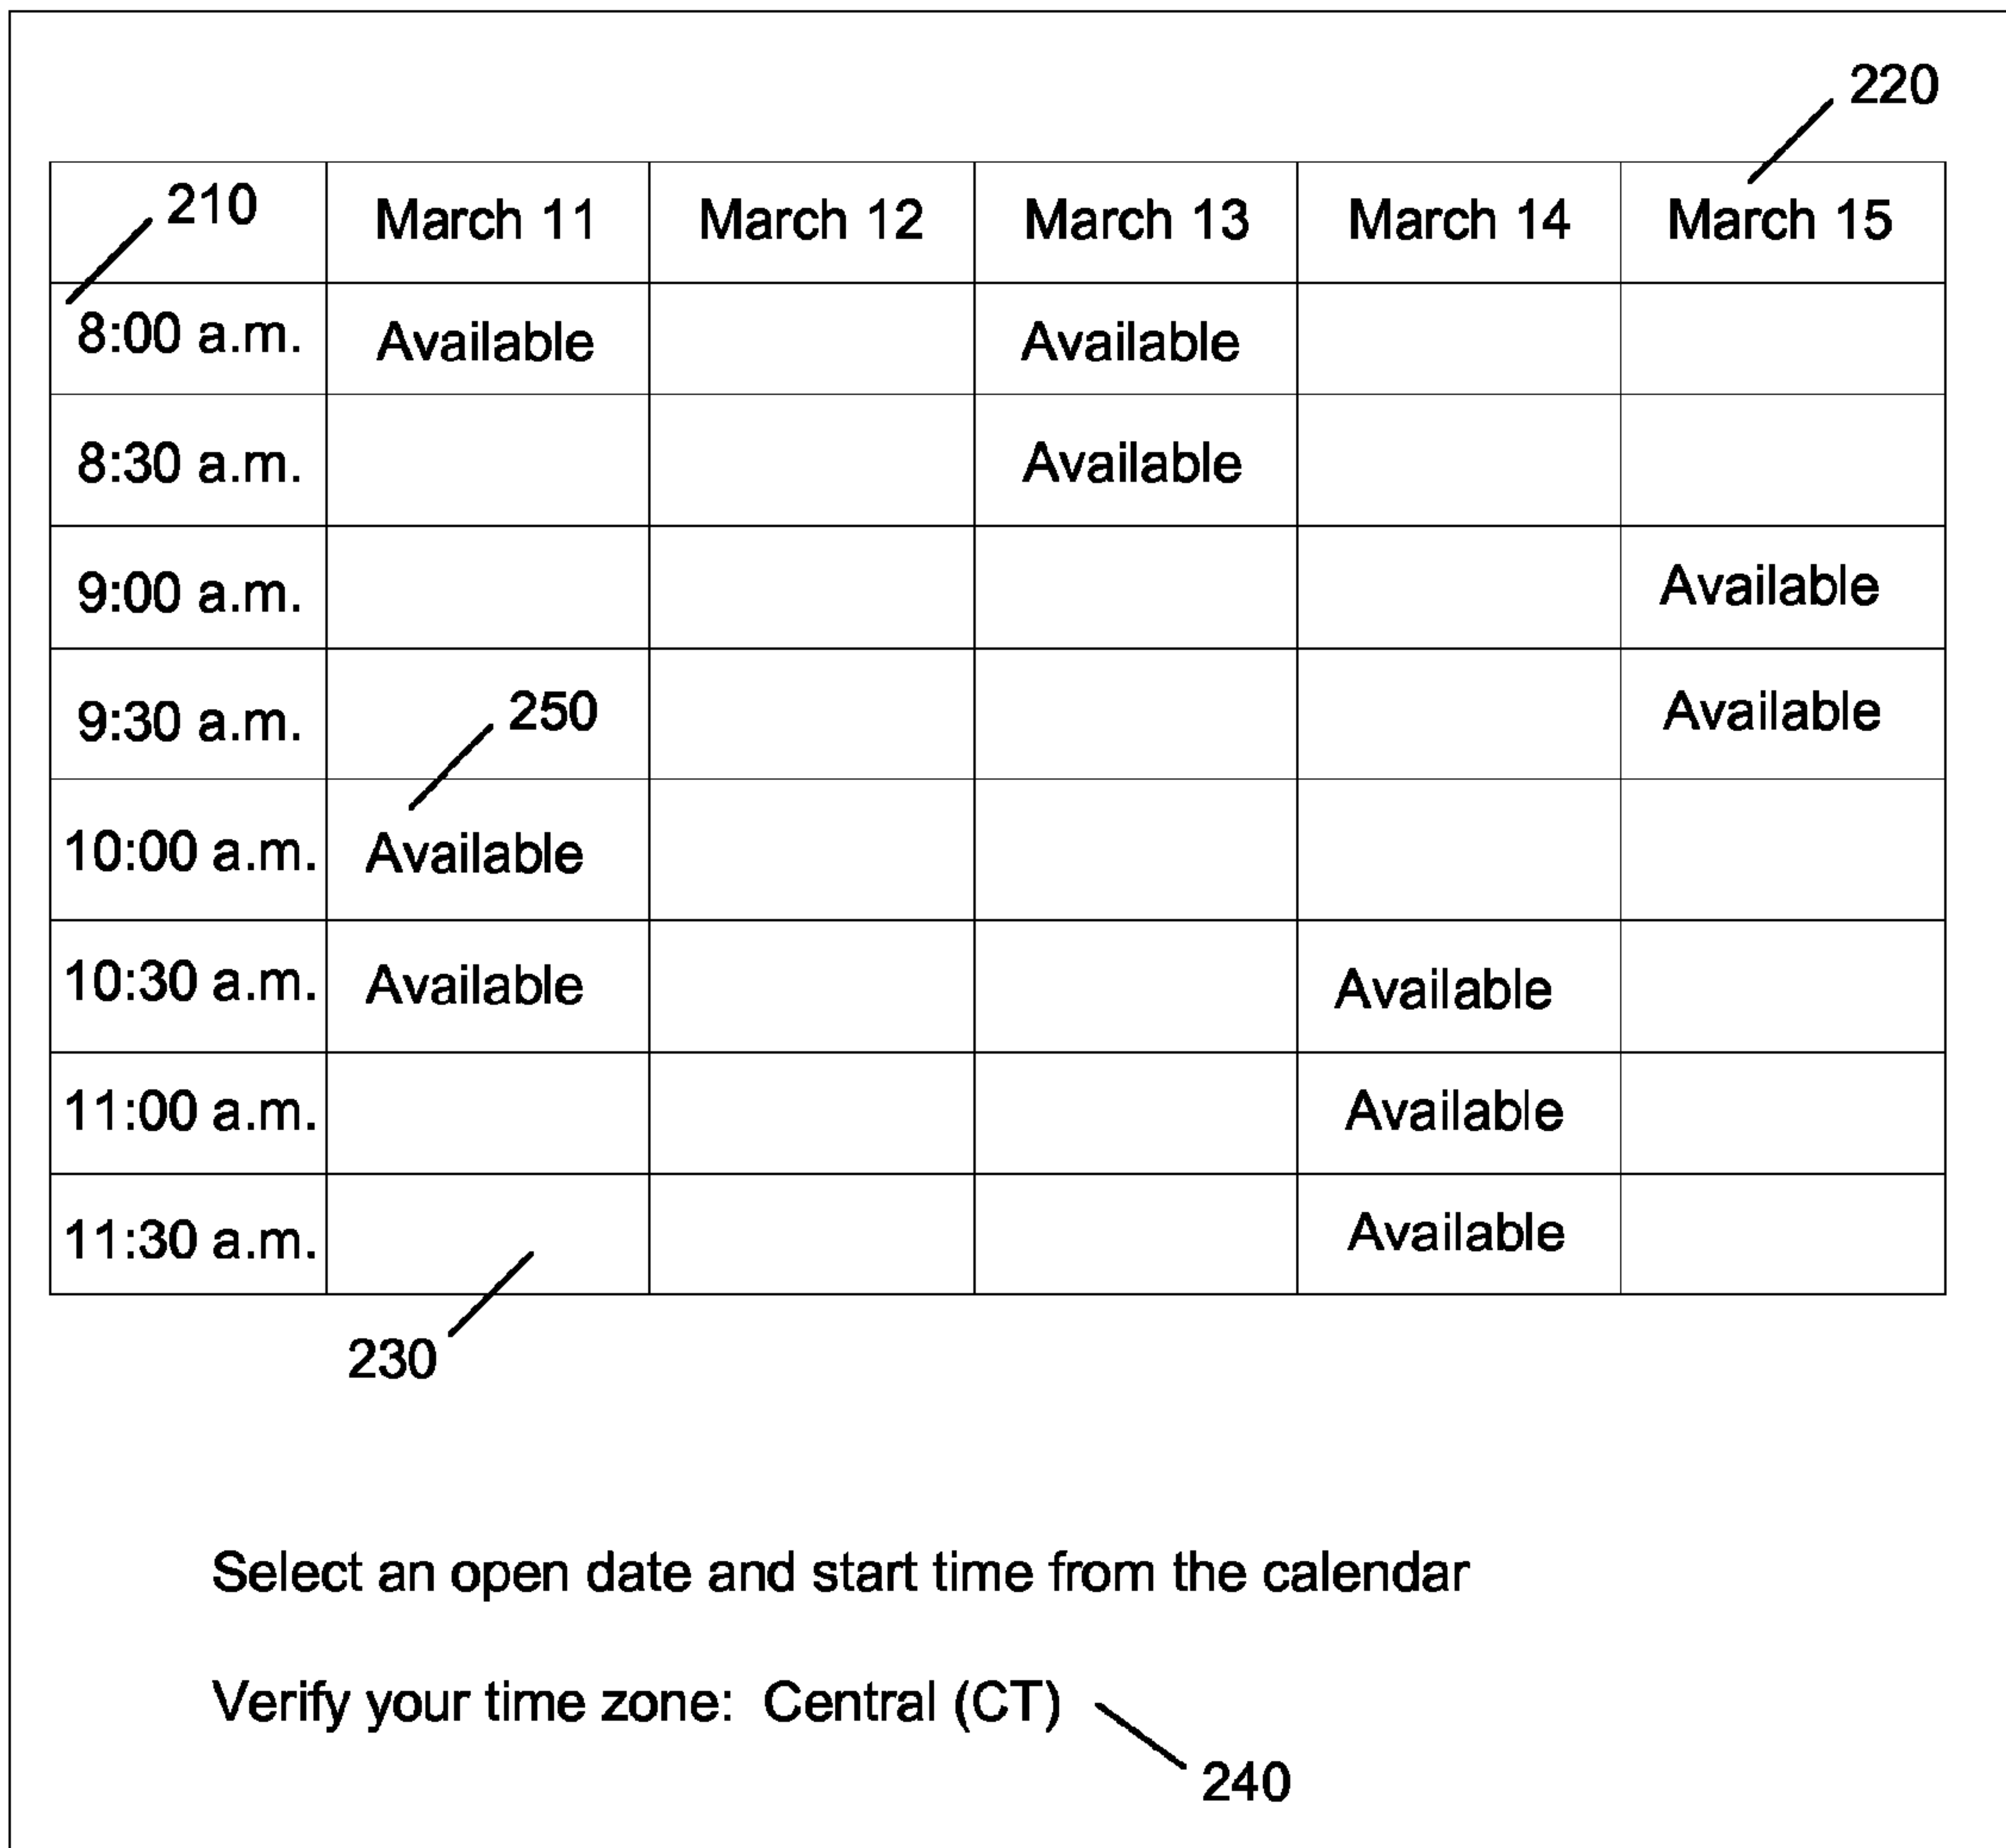 220
210 March 11 March 12 March 13 March 14 March 15
8:00 a.m. Available Available
8:30 a.m. Available
9:00 a.m. Available
9:30 a.m. 250 Available
10:00 a.m. Available
10:30 a.m. Available Available
11:00 a.m. Available
11:30 a.m. Available
230
Select an open date and start time from the calendar
Verify your time zone: Central (CT)
240